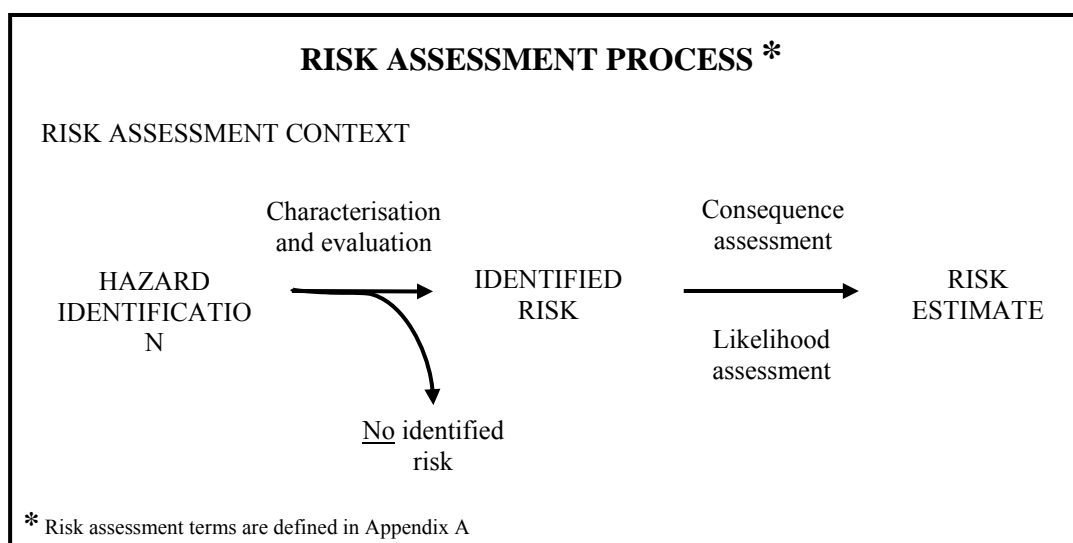 RISK ASSESSMENT PROCESS *
RISK ASSESSMENT CONTEXT
Characterisation
and evaluation
HAZARD
IDENTIFICATIO
N
IDENTIFIED
RISK
No identified
risk
Consequence
assessment
Likelihood
assessment
RISK
ESTIMATE
* Risk assessment terms are defined in Appendix A